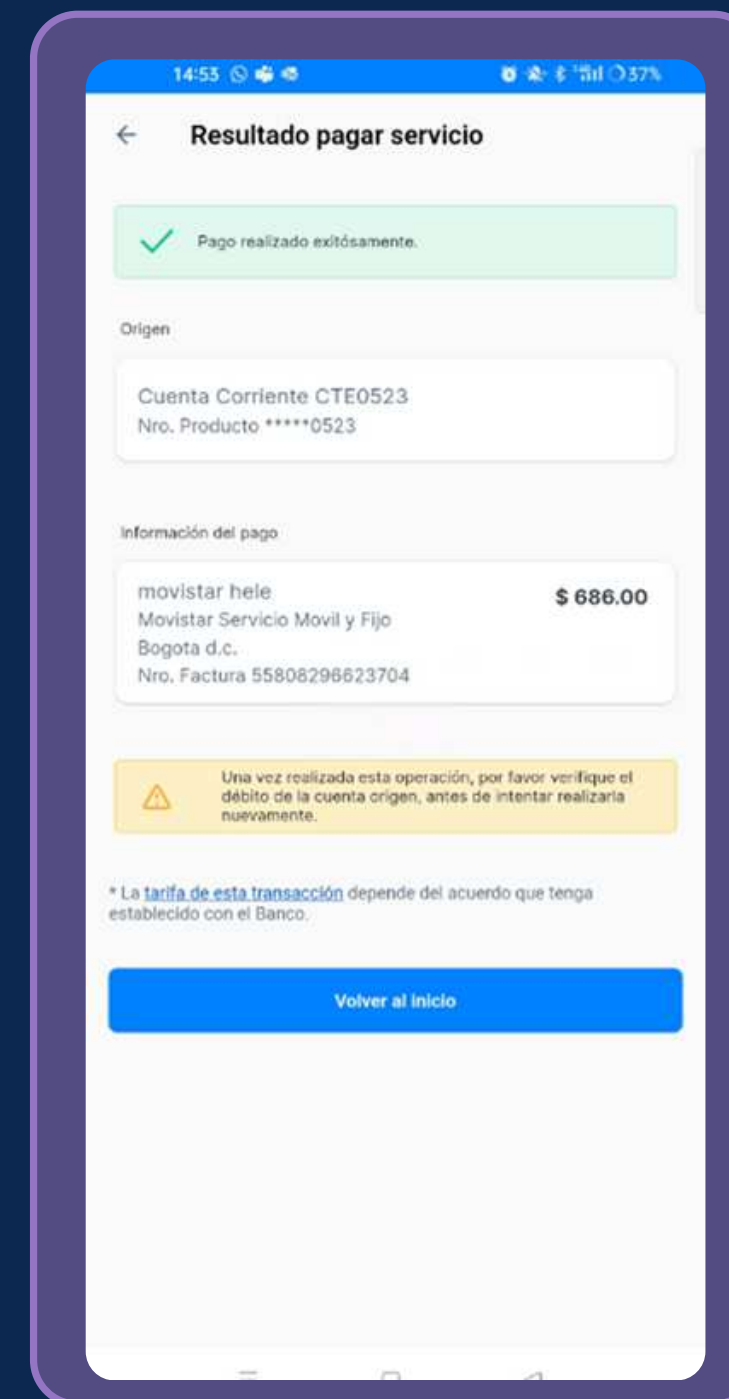 14:53
37%
Resultado pagar servicio
Pago realizado exitósamente.
Origen
Cuenta Corriente CTE0523
Nro. Producto *****0523
Información del pago
movistar hele
$ 686.00
Movistar Servicio Movil y Fijo
Bogota d.c.
Nro. Factura 55808296623704
Una vez realizada esta operación, por favor verifique el
débito de la cuenta origen, antes de intentar realizarla
nuevamente.
* La tarifa de esta transacción depende del acuerdo que tenga
establecido con el Banco.
Volver al inicio